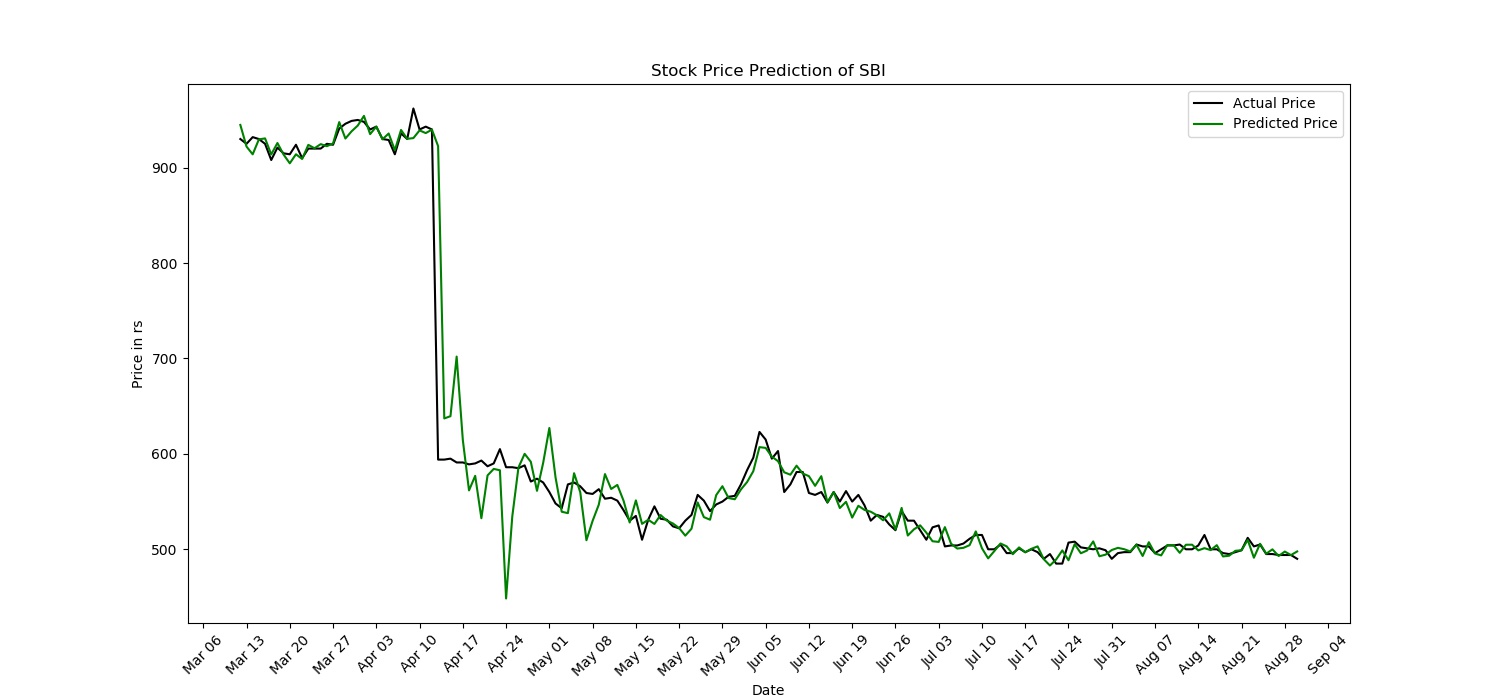 Stock Price Prediction of SBI
Actual Price
Predicted Price
900
800
700
600
500
Price in rs
Mar 06
Mar 13
Mar 20
Mar 27
Apr 03
Apr 10
Apr 17
Apr 24
May 01
May 08
May 15
May 22
May 29
Jun 05
Jun 12
Jun 19
Jun 26
Jul 03
Jul 10
Jul 17
Jul 24
Jul 31
Aug 07
Aug 14
Aug 21
Aug 28
Sep 04
Date